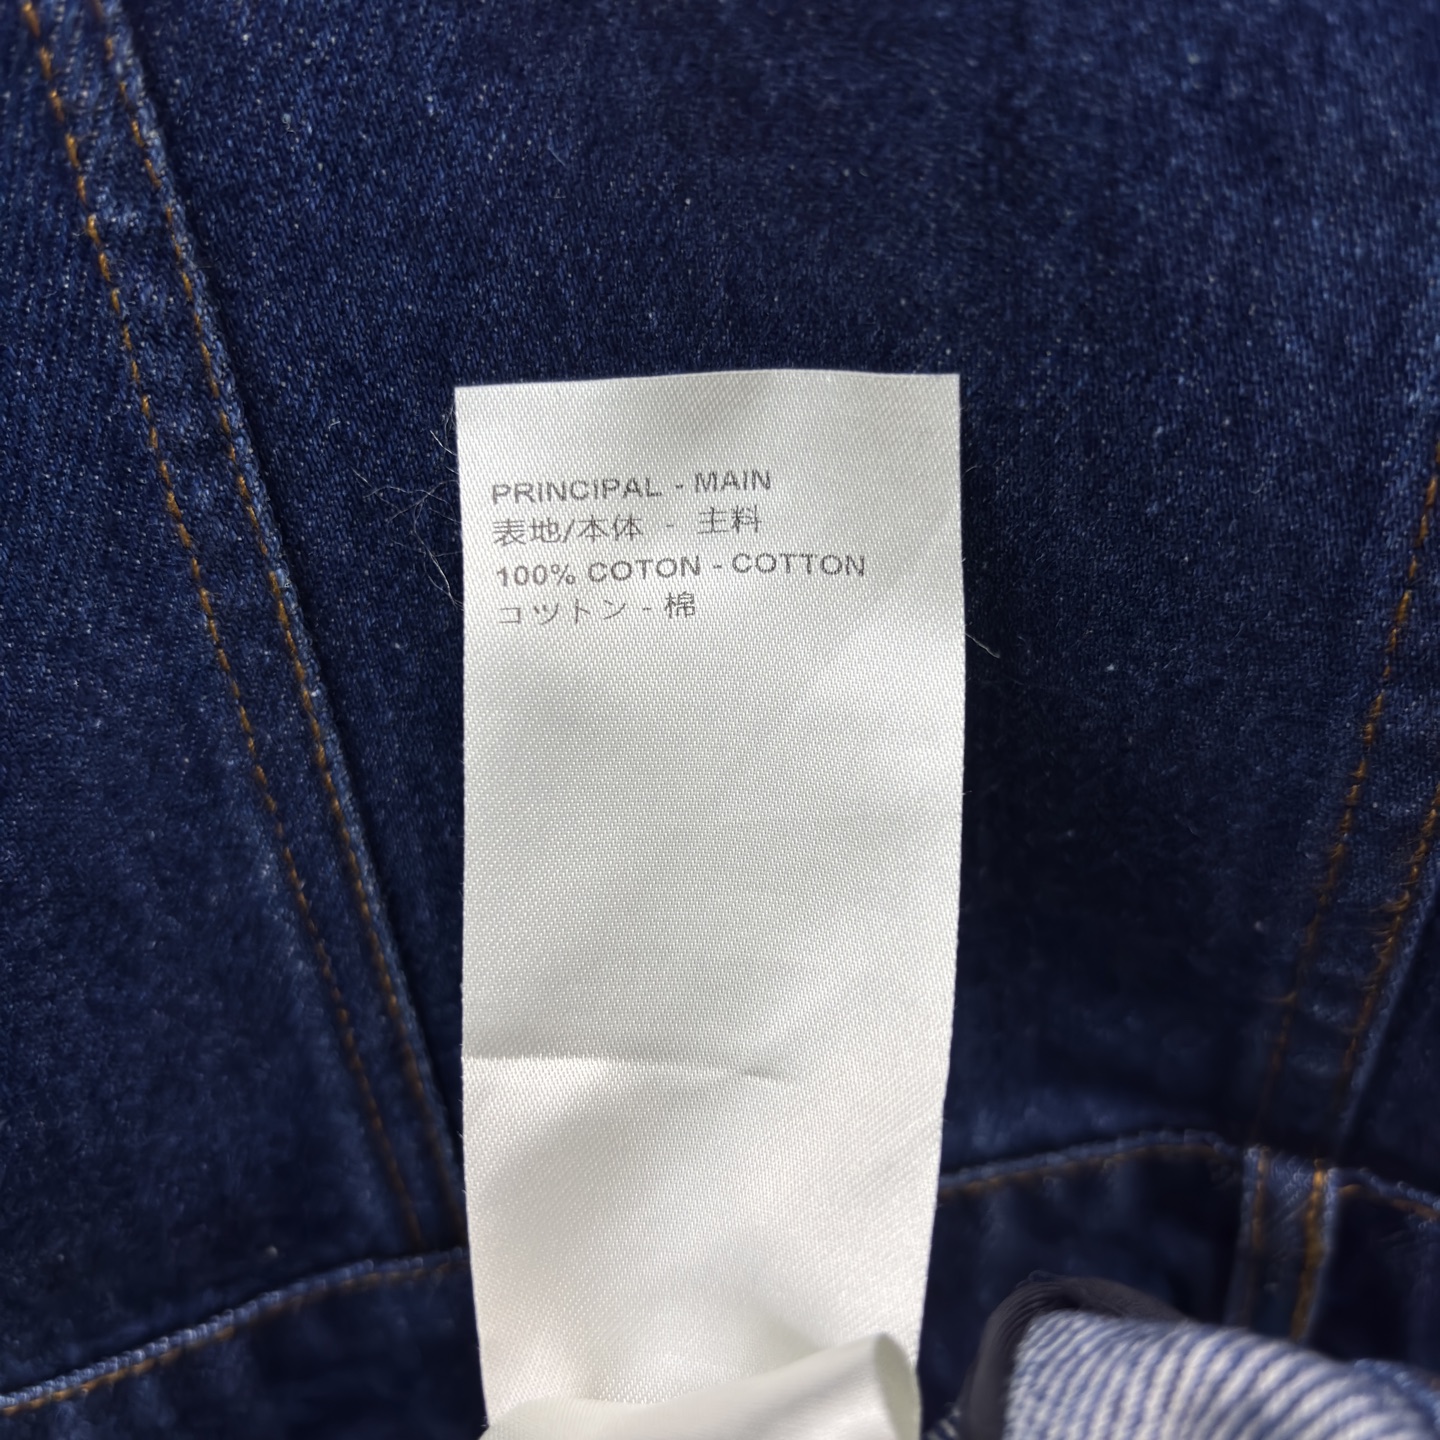 PRINCIPAL - MAIN
表地/本体 - 主料
100% COTON - COTTON
コットン - 棉